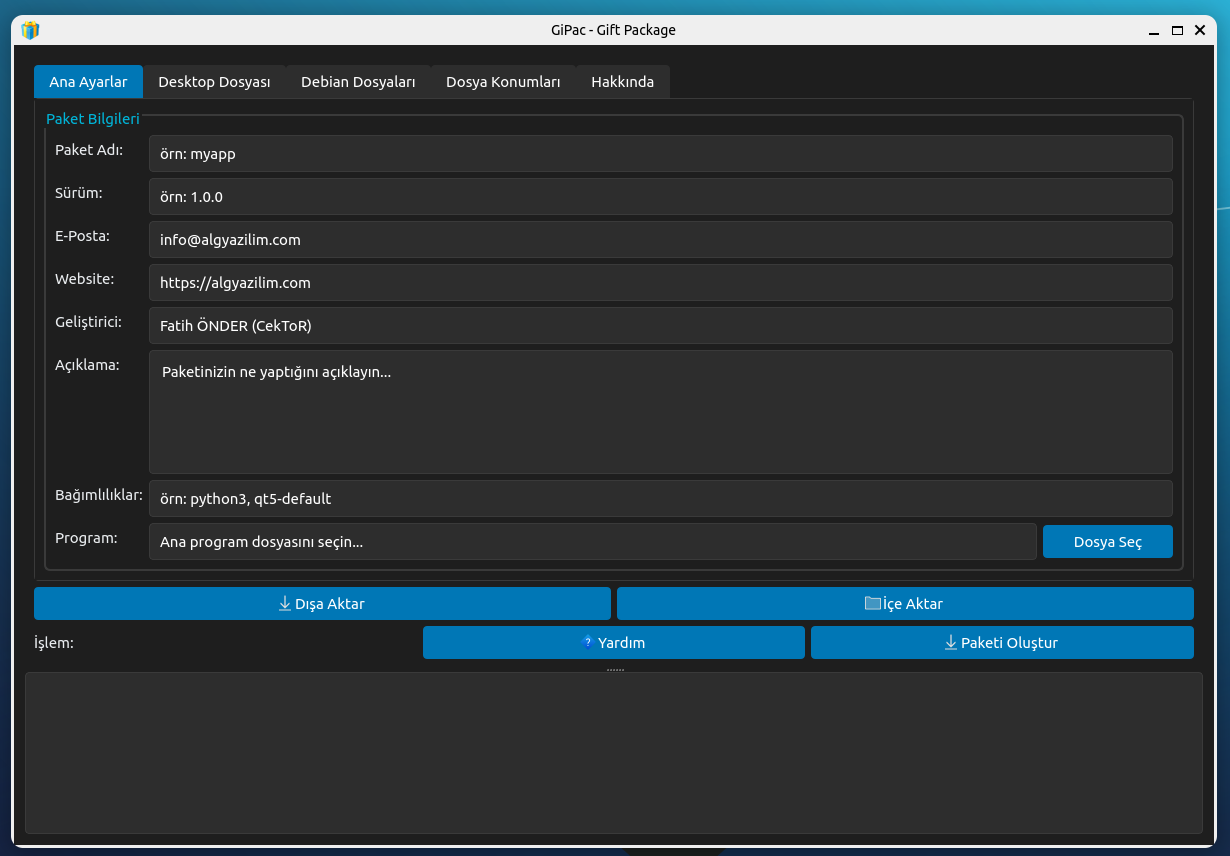 GiPac - Gift Package
Ana Ayarlar Desktop Dosyası Debian Dosyaları Dosya Konumları Hakkında
Paket Bilgileri
Paket Adı: örn: myapp
Sürüm: örn: 1.0.0
E-Posta: info@algyazilim.com
Website: https://algyazilim.com
Geliştirici: Fatih ÖNDER (CekToR)
Açıklama: Paketinizin ne yaptığını açıklayın...
Bağımlılıklar: örn: python3, qt5-default
Program: Ana program dosyasını seçin... Dosya Seç
Dışa Aktar İçe Aktar
İşlem: Yardım Paketi Oluştur